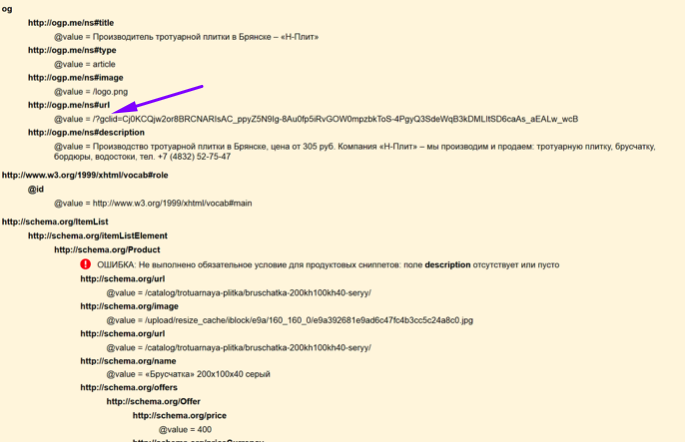 og
http://ogp.me/ns#title
@value = Производитель тротуарной плитки в Брянске – «Н-Плит»
http://ogp.me/ns#type
@value = article
http://ogp.me/ns#image
@value = /logo.png
http://ogp.me/ns#url
@value = /?gclid=Cj0KCQjw2or8BRCNARIsAC_ppyZ5N9Ig-8Au0fp5iRvGOW0mpzbkToS-4PgyQ3SdeWqB3kDMLItSD6caAs_aEALw_wcB
http://ogp.me/ns#description
@value = Производство тротуарной плитки в Брянске, цена от 305 руб. Компания «Н-Плит» – мы производим и продаем: тротуарную плитку, брусчатку,
бордюры, водостоки, тел. +7 (4832) 52-75-47
http://www.w3.org/1999/xhtml/vocab#role
@id
@value = http://www.w3.org/1999/xhtml/vocab#main
http://schema.org/ItemList
http://schema.org/itemListElement
http://schema.org/Product
ОШИБКА: Не выполнено обязательное условие для продуктовых сниппетов: поле description отсутствует или пусто
http://schema.org/url
@value = /catalog/trotuarnaya-plitka/bruschatka-200kh100kh40-seryy/
http://schema.org/image
@value = /upload/resize_cache/iblock/e9a/160_160_0/e9a392681e9ad6c47fc4b3cc5c24a8c0.jpg
http://schema.org/url
@value = /catalog/trotuarnaya-plitka/bruschatka-200kh100kh40-seryy/
http://schema.org/name
@value = «Брусчатка» 200x100x40 серый
http://schema.org/offers
http://schema.org/Offer
http://schema.org/price
@value = 400
http://schema.org/priceCurrency